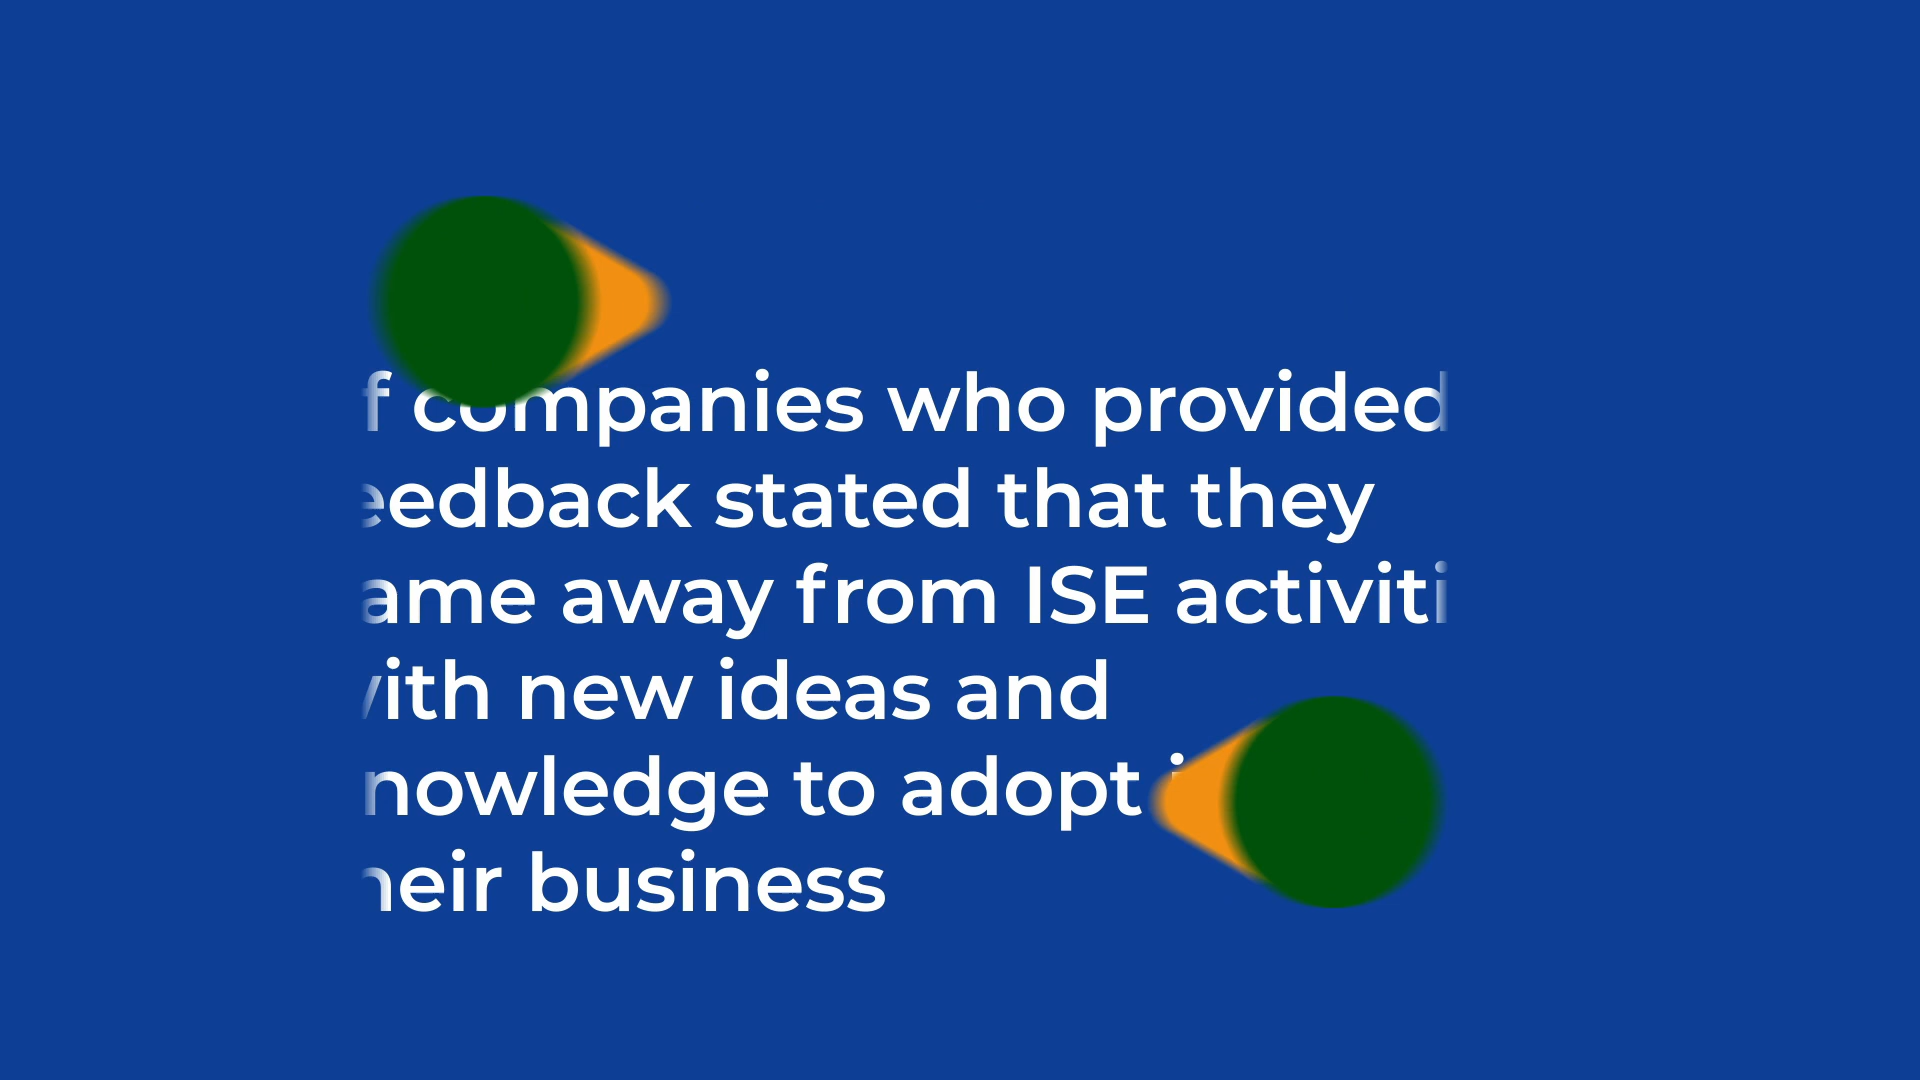 f companies who provided
eedback stated that they
ame away from ISE activiti
with new ideas and
nowledge to adopt i
heir business